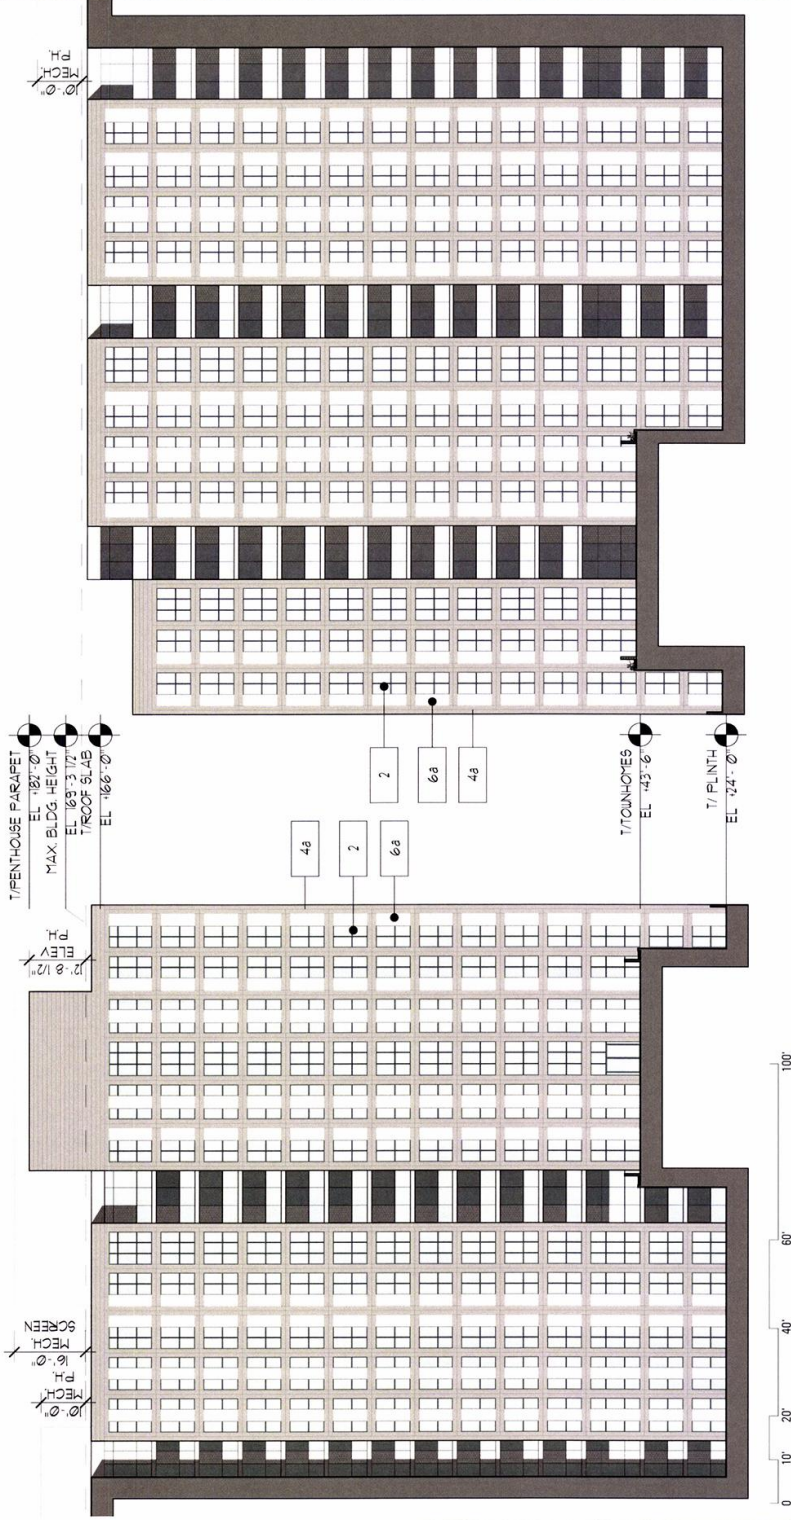 10'-0"
MECH.
P.H.
T/PENTHOUSE PARAPET
EL +182'-0"
MAX. BLDG. HEIGHT
EL 169'-3 1/2"
T/ROOF SLAB
EL +166'-0"
2
6a
4a
T/TOWNHOMES
EL +43'-6"
T/ PLINTH
EL +24'- 0"
4a
2
6a
12'-8 1/2"
ELEV
P.H.
16'-0"
MECH.
SCREEN
10'-0"
MECH.
P.H.
0 10' 20' 40' 60' 100'